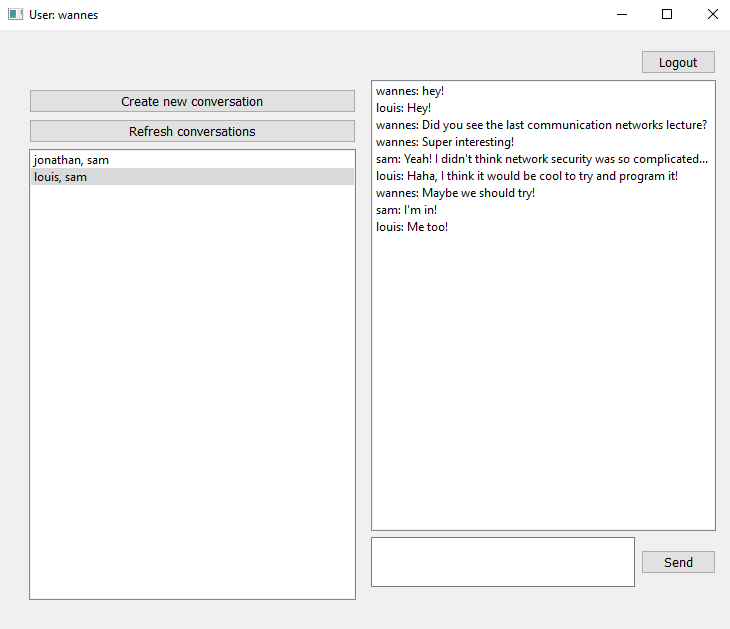 User: wannes
Logout
Create new conversation
Refresh conversations
jonathan, sam
louis, sam
wannes: hey!
louis: Hey!
wannes: Did you see the last communication networks lecture?
wannes: Super interesting!
sam: Yeah! I didn't think network security was so complicated...
louis: Haha, I think it would be cool to try and program it!
wannes: Maybe we should try!
sam: I'm in!
louis: Me too!
Send